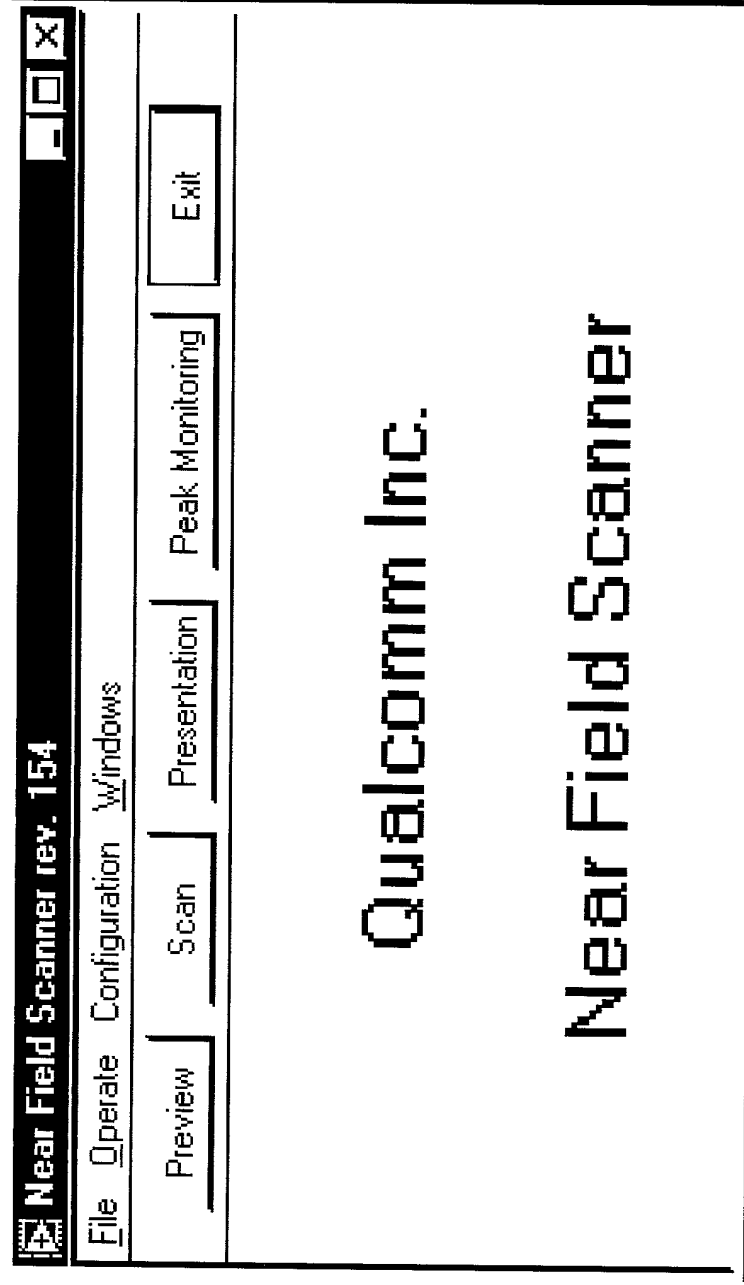 Near Field Scanner rev. 154
File Operate Configuration Windows
Preview Scan Presentation Peak Monitoring Exit
Qualcomm Inc.
Near Field Scanner